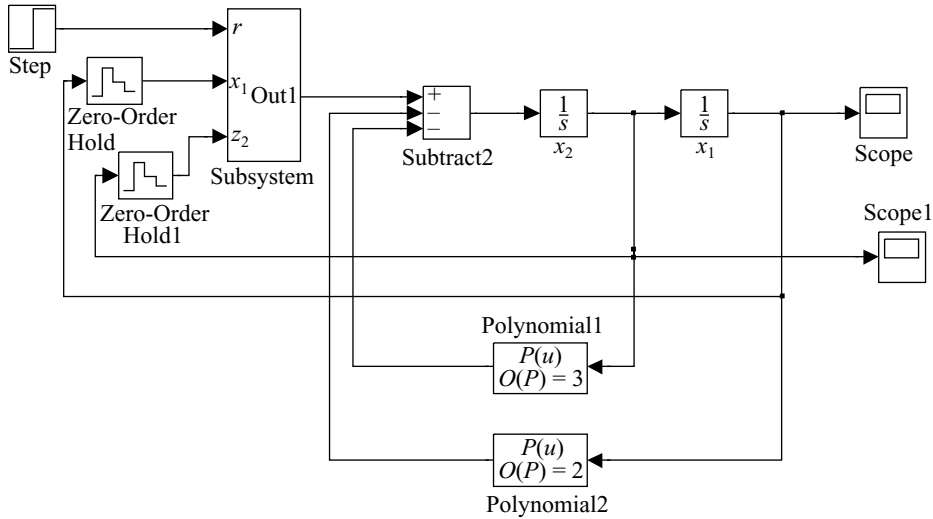 Step
r
x1
Out1
z2
Subsystem
Zero-Order
Hold
Zero-Order
Hold1
+
−
−
Subtract2
1
s
x2
1
s
x1
Scope
Scope1
Polynomial1
P(u)
O(P) = 3
P(u)
O(P) = 2
Polynomial2